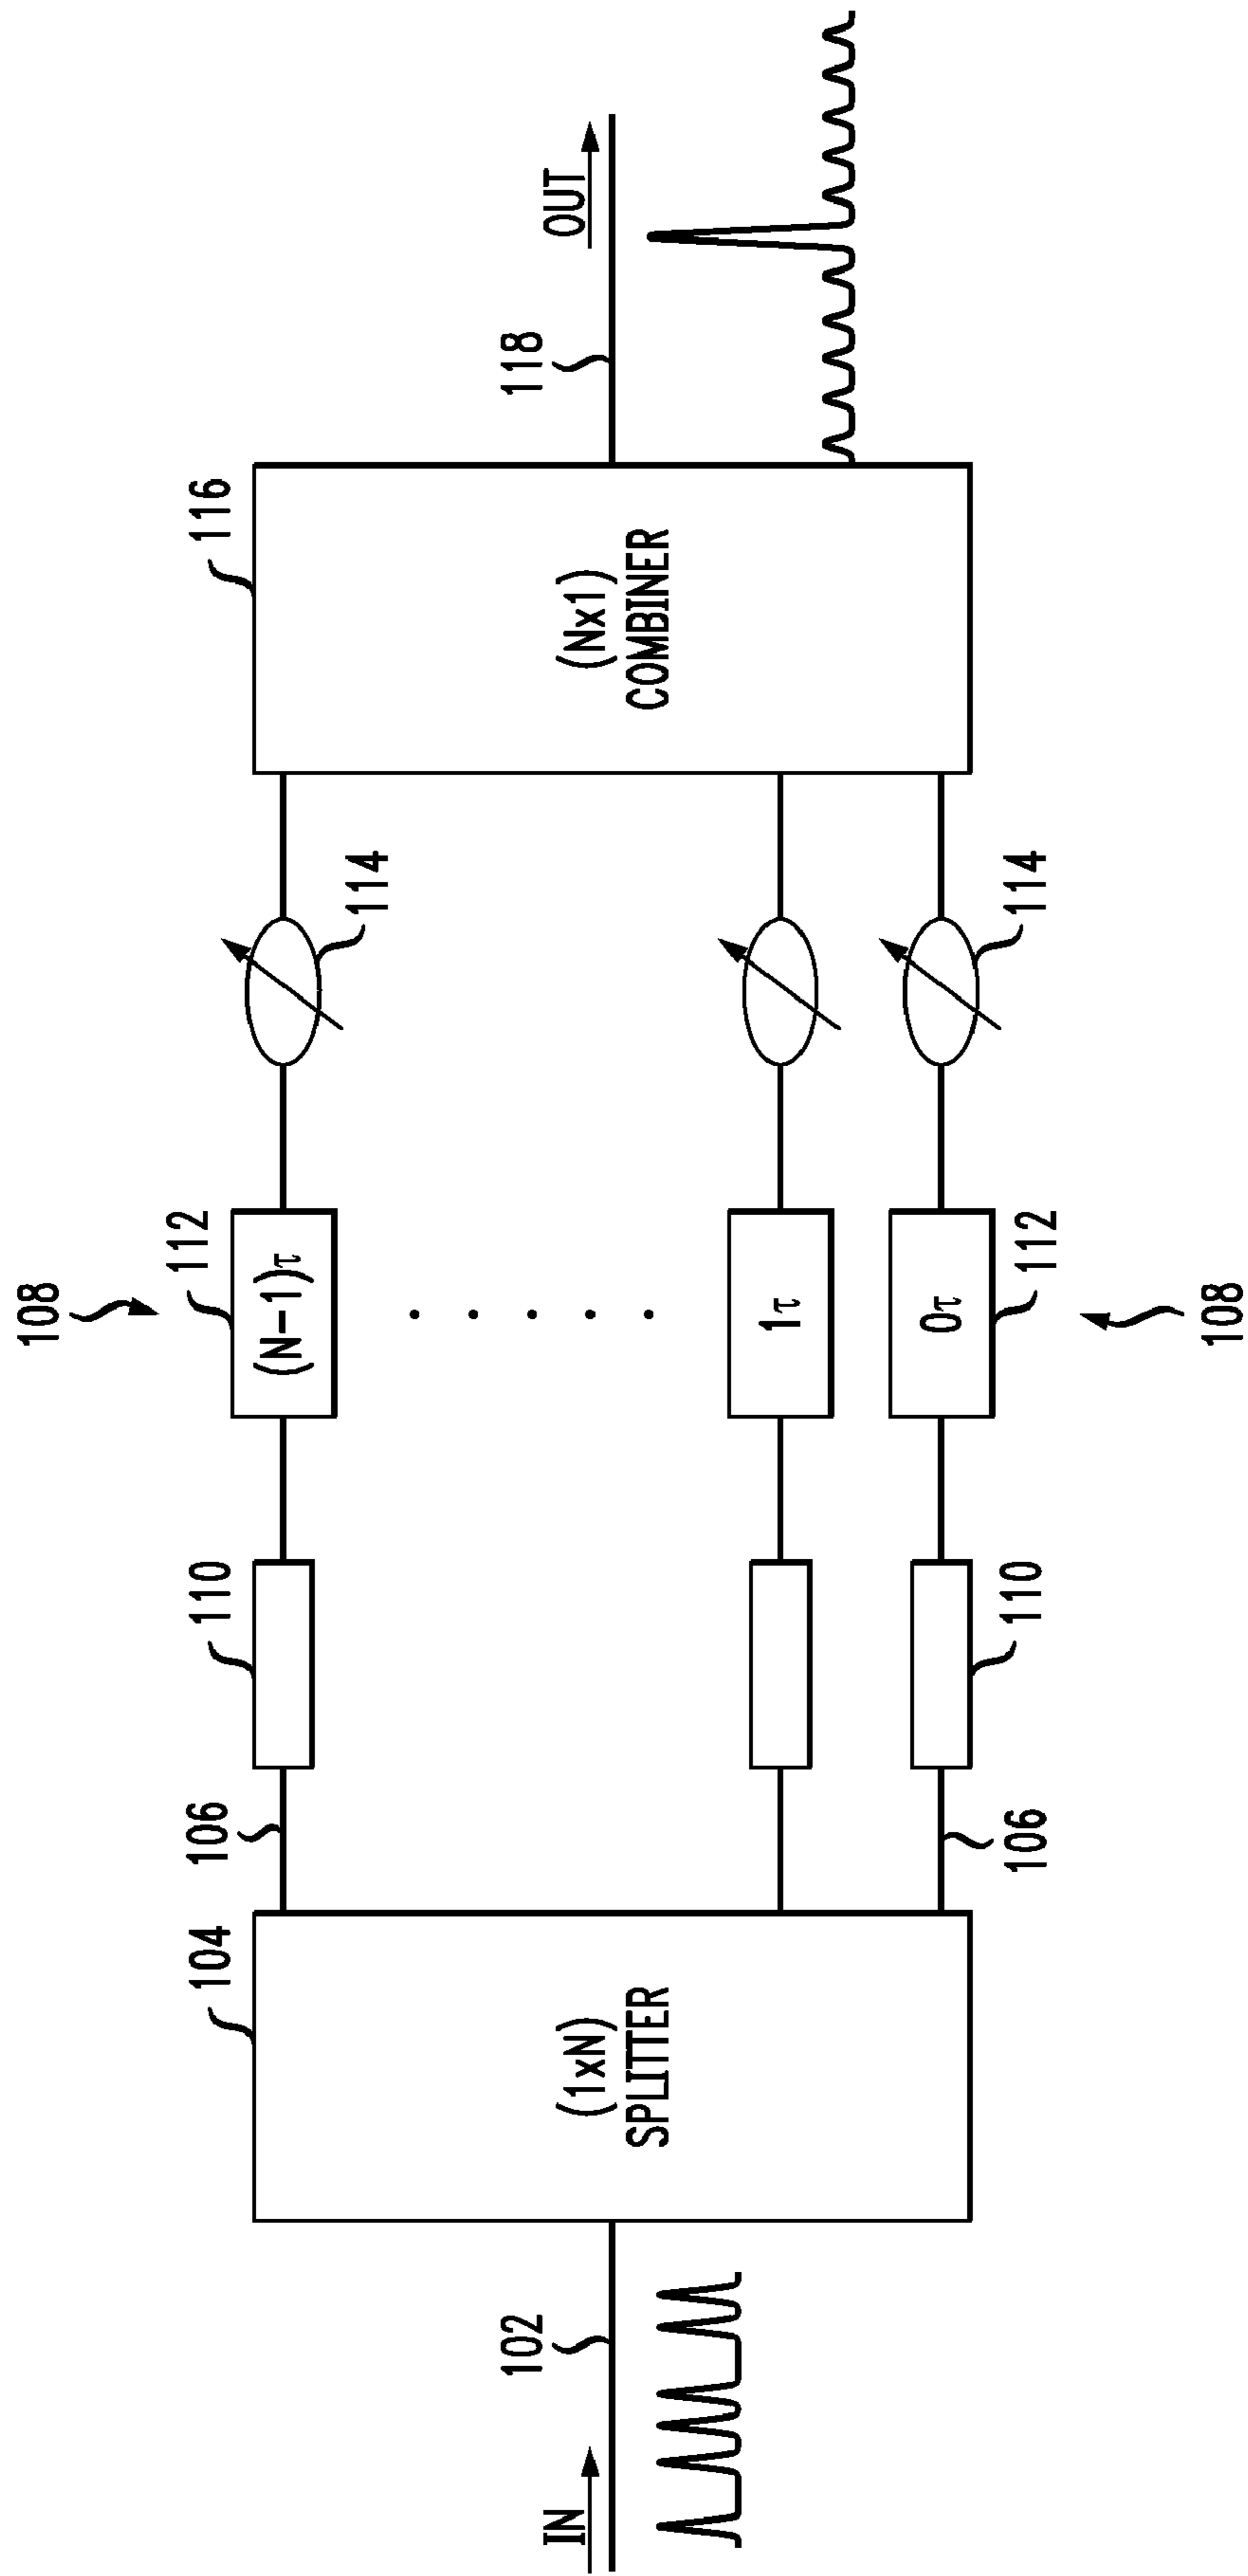 IN
102
104
(1xN)
SPLITTER
106
106
110
110
108
112
(N-1)τ
1τ
0τ
112
108
114
114
116
(Nx1)
COMBINER
118
OUT